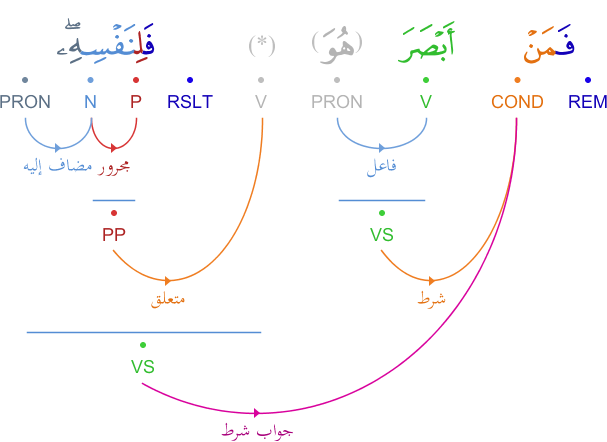 فَمَنْ أَبْصَرَ (هُوَ) (*) فَلِنَفْسِهِۦۖ
REM COND V PRON V RSLT P N PRON
فاعل مجرور مضاف إليه
VS PP
شرط متعلق
VS
جواب شرط